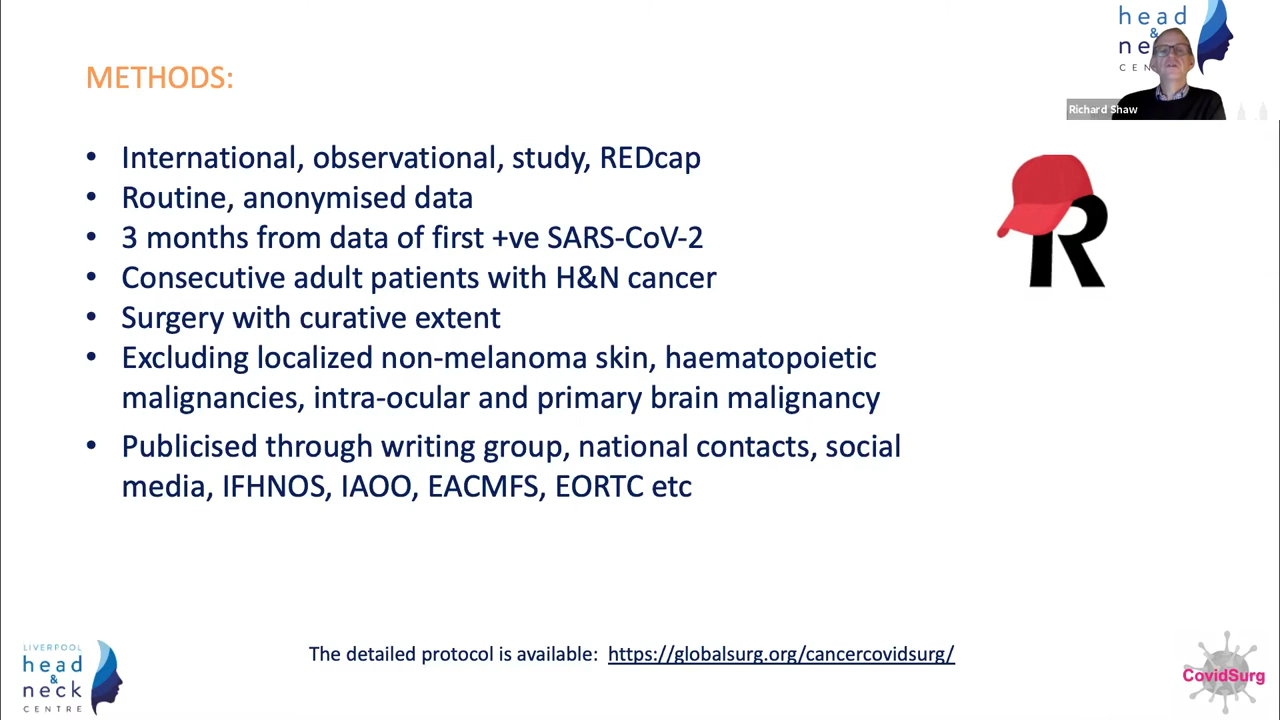 head
&
ne
CEN
Richard Shaw
METHODS:
• International, observational, study, REDcap
• Routine, anonymised data
• 3 months from data of first +ve SARS-CoV-2
• Consecutive adult patients with H&N cancer
• Surgery with curative extent
• Excluding localized non-melanoma skin, haematopoietic
malignancies, intra-ocular and primary brain malignancy
• Publicised through writing group, national contacts, social
media, IFHNOS, IAOO, EACMFS, EORTC etc
R
The detailed protocol is available: https://globalsurg.org/cancercovidsurg/
LIVERPOOL
head
&
neck
CENTRE
CovidSurg